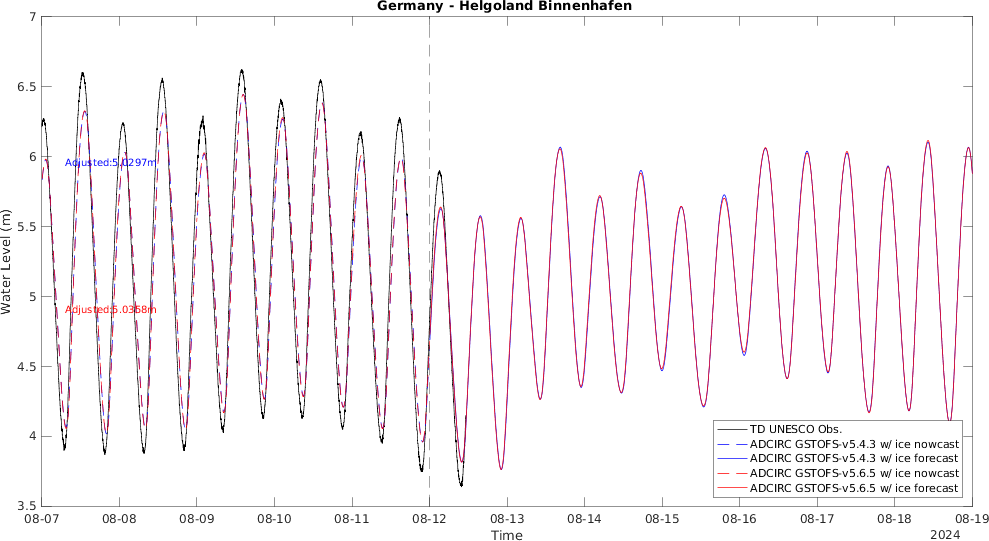 Germany - Helgoland Binnenhafen
7
6.5
6
5.5
5
4.5
4
3.5
Water Level (m)
Adjusted:5.0297m
Adjusted:5.0368m
TD UNESCO Obs.
ADCIRC GSTOFS-v5.4.3 w/ ice nowcast
ADCIRC GSTOFS-v5.4.3 w/ ice forecast
ADCIRC GSTOFS-v5.6.5 w/ ice nowcast
ADCIRC GSTOFS-v5.6.5 w/ ice forecast
08-07 08-08 08-09 08-10 08-11 08-12 08-13 08-14 08-15 08-16 08-17 08-18 08-19
Time
2024